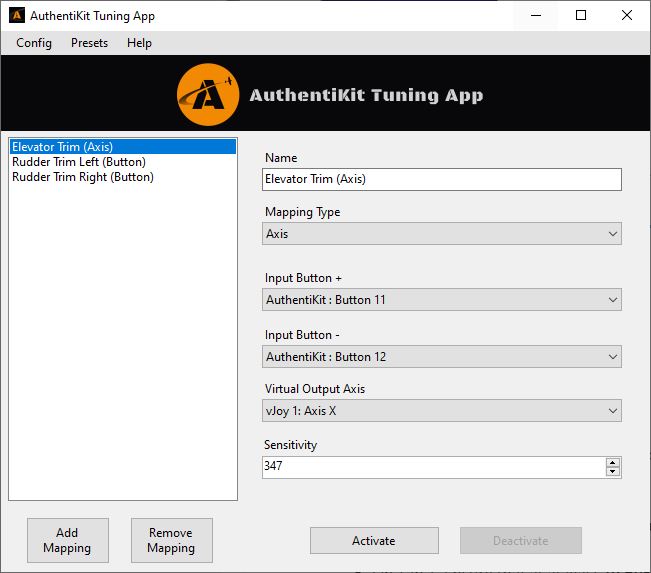 AuthentiKit Tuning App
Config Presets Help
A AuthentiKit Tuning App
Elevator Trim (Axis)
Rudder Trim Left (Button)
Rudder Trim Right (Button)
Name
Elevator Trim (Axis)
Mapping Type
Axis
Input Button +
AuthentiKit : Button 11
Input Button -
AuthentiKit : Button 12
Virtual Output Axis
vJoy 1: Axis X
Sensitivity
347
Add
Mapping
Remove
Mapping
Activate
Deactivate